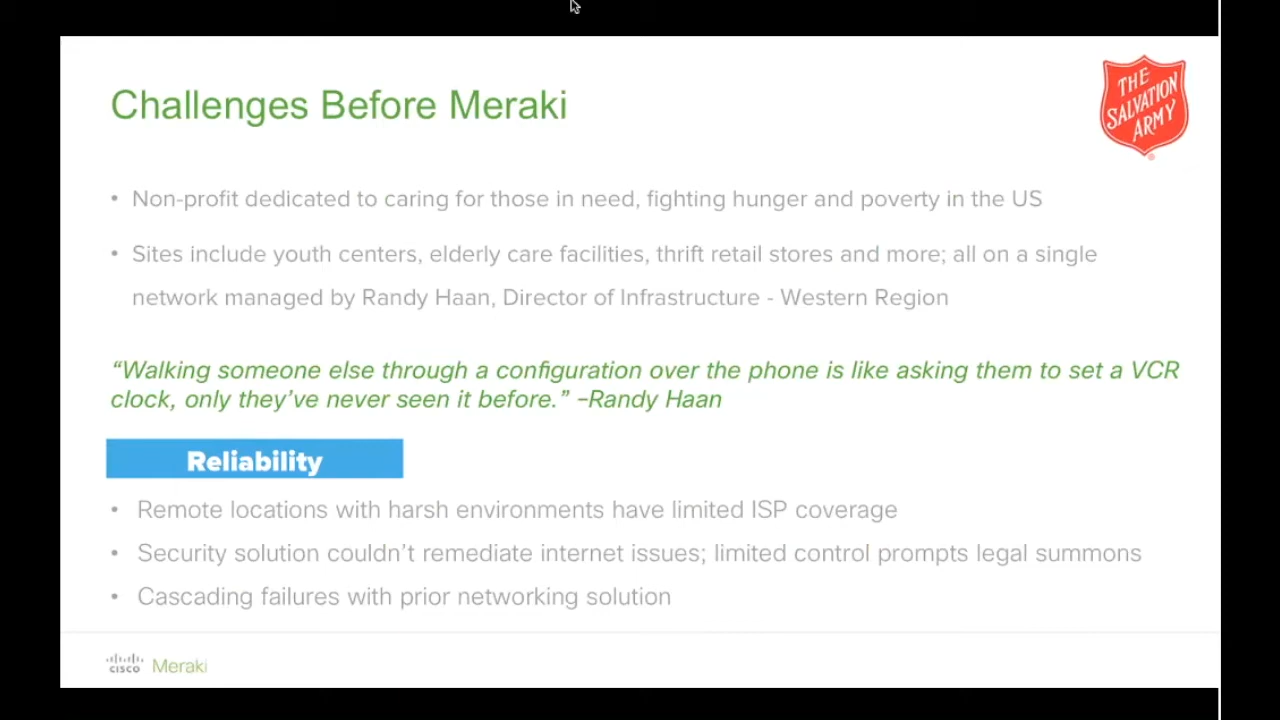 Challenges Before Meraki
THE
SALVATION
ARMY
®
• Non-profit dedicated to caring for those in need, fighting hunger and poverty in the US
• Sites include youth centers, elderly care facilities, thrift retail stores and more; all on a single
network managed by Randy Haan, Director of Infrastructure - Western Region
“Walking someone else through a configuration over the phone is like asking them to set a VCR
clock, only they’ve never seen it before.” –Randy Haan
Reliability
• Remote locations with harsh environments have limited ISP coverage
• Security solution couldn’t remediate internet issues; limited control prompts legal summons
• Cascading failures with prior networking solution
CISCO Meraki